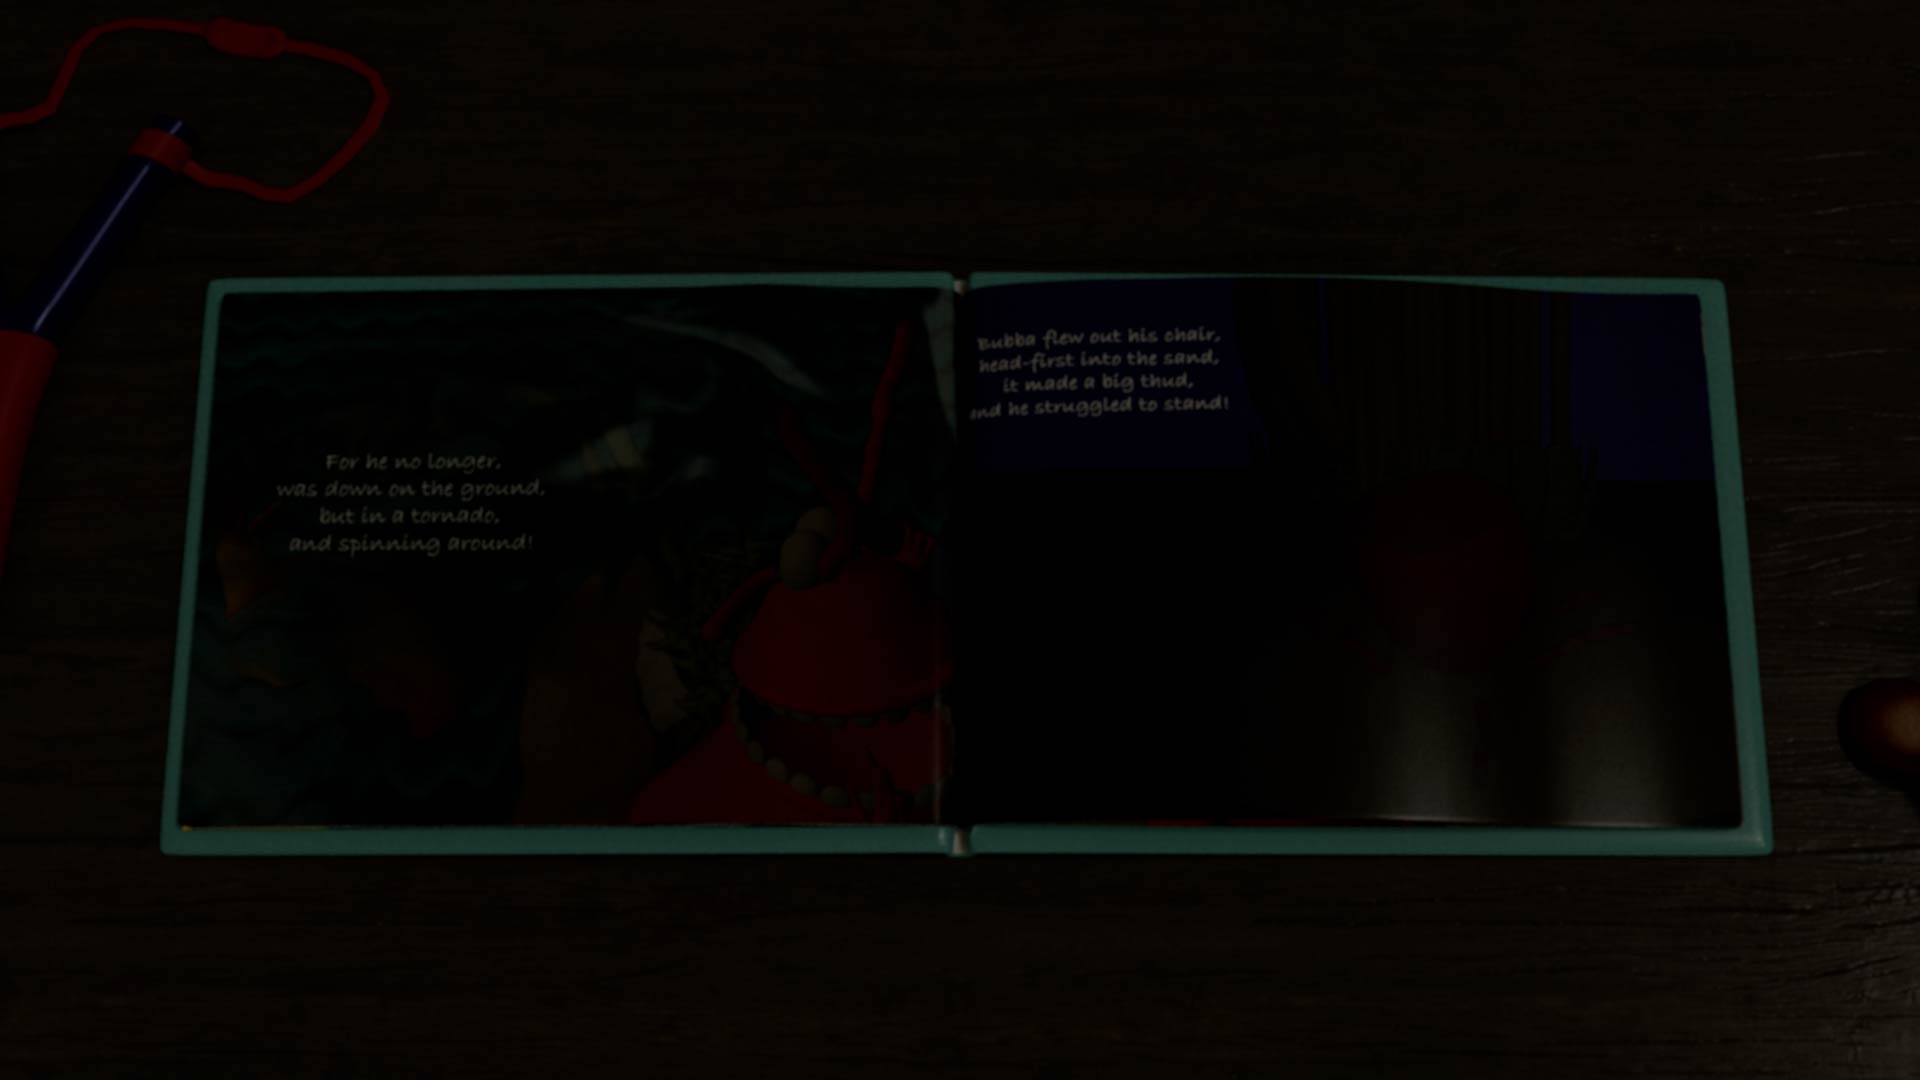 For he no longer,
was down on the ground,
but in a tornado,
and spinning around!
Bubba flew out his chair,
head-first into the sand,
it made a big thud,
and he struggled to stand!